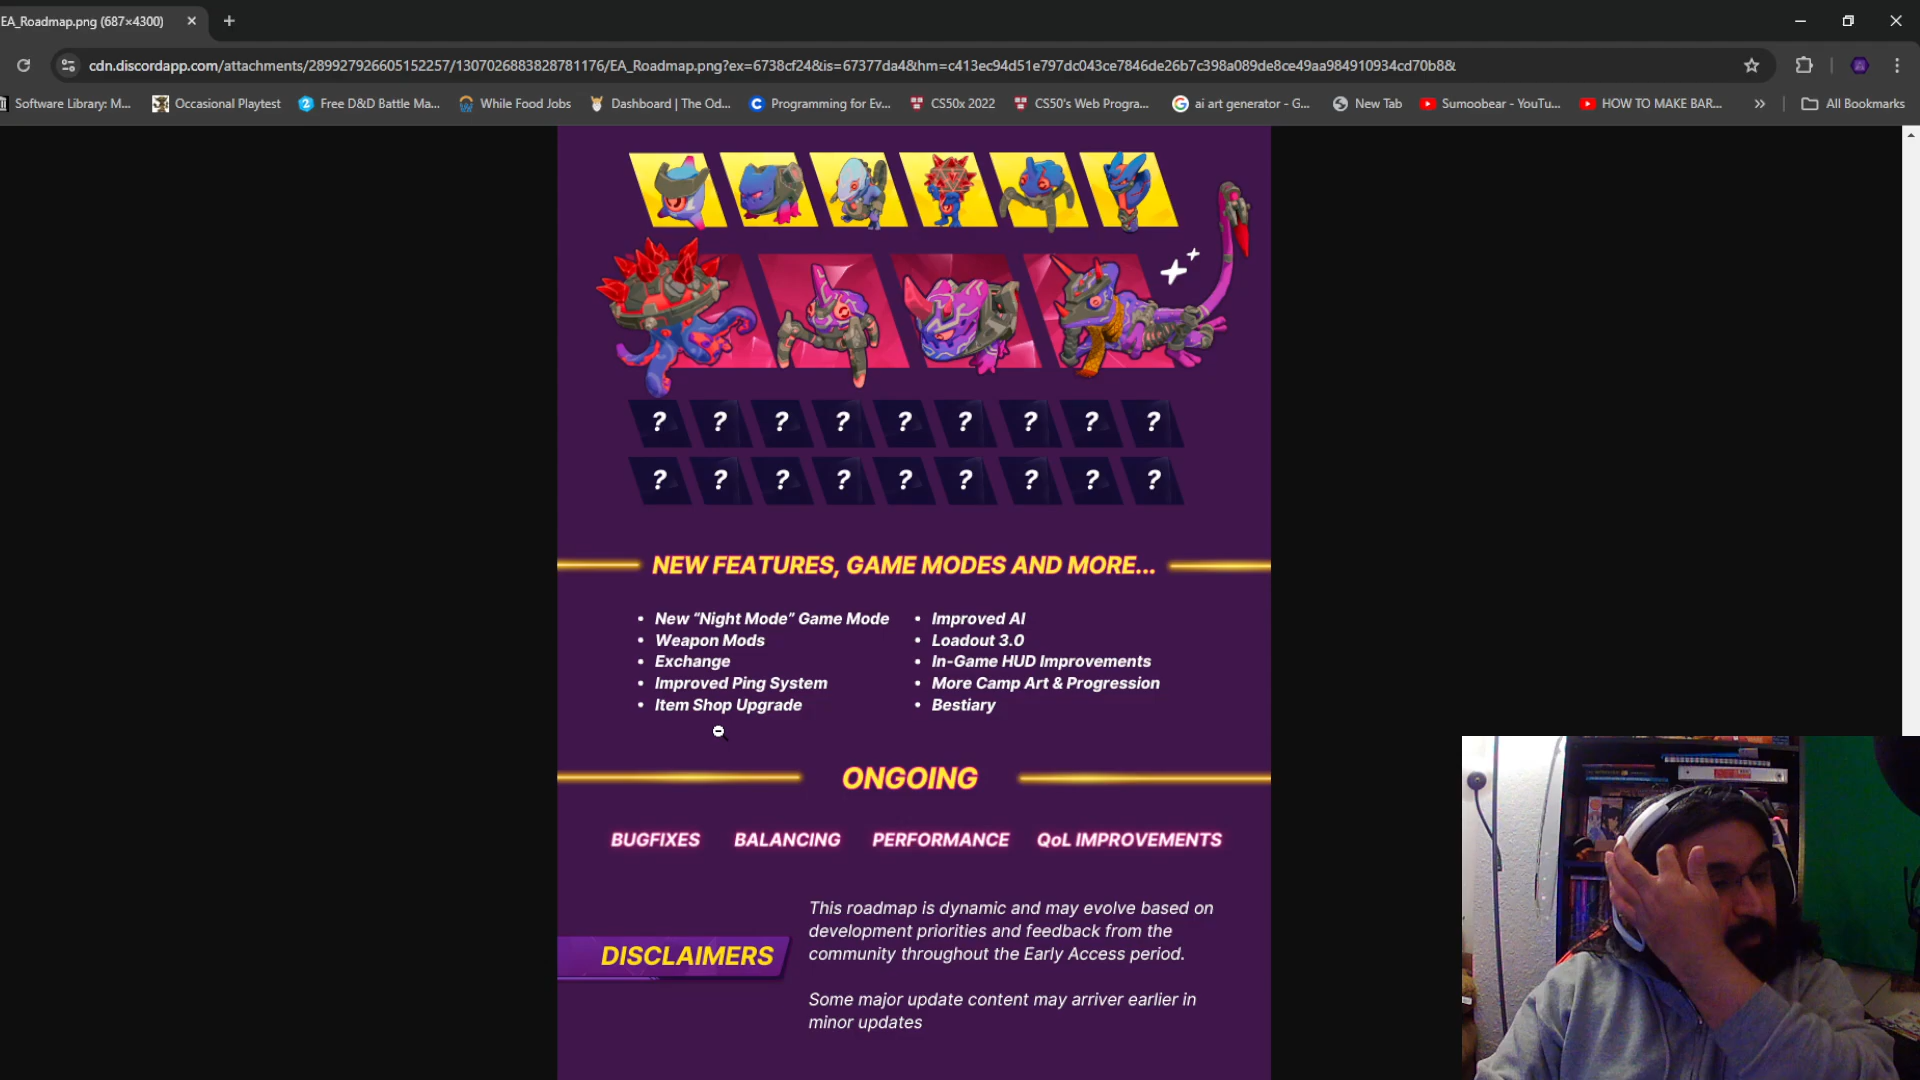 EA_Roadmap.png (687×4300)
cdn.discordapp.com/attachments/289927926605152257/1307026883828781176/EA_Roadmap.png?ex=6738cf24&is=67377da4&hm=c413ec94d51e797dc043ce7846de26b7c398a089de8ce49aa984910934cd70b8&
Software Library: M...
Occasional Playtest
Free D&D Battle Ma...
While Food Jobs
Dashboard | The Od...
Programming for Ev...
CS50x 2022
CS50's Web Progra...
ai art generator - G...
New Tab
Sumoobear - YouTu...
HOW TO MAKE BAR...
All Bookmarks
? ? ? ? ? ? ? ? ?
? ? ? ? ? ? ? ? ?
NEW FEATURES, GAME MODES AND MORE...
• New “Night Mode” Game Mode
• Weapon Mods
• Exchange
• Improved Ping System
• Item Shop Upgrade
• Improved AI
• Loadout 3.0
• In-Game HUD Improvements
• More Camp Art & Progression
• Bestiary
ONGOING
BUGFIXES BALANCING PERFORMANCE QoL IMPROVEMENTS
DISCLAIMERS
This roadmap is dynamic and may evolve based on
development priorities and feedback from the
community throughout the Early Access period.
Some major update content may arriver earlier in
minor updates